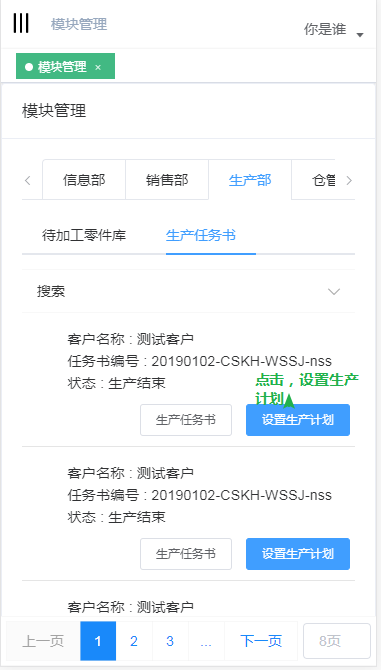 模块管理
你是谁
模块管理 ×
模块管理
信息部 销售部 生产部 仓管
待加工零件库 生产任务书
搜索
客户名称 : 测试客户
任务书编号 : 20190102-CSKH-WSSJ-nss
状态 : 生产结束
点击，设置生产
计划
生产任务书 设置生产计划
客户名称 : 测试客户
任务书编号 : 20190102-CSKH-WSSJ-nss
状态 : 生产结束
生产任务书 设置生产计划
客户名称 : 测试客户
上一页 1 2 3 ... 下一页 8页